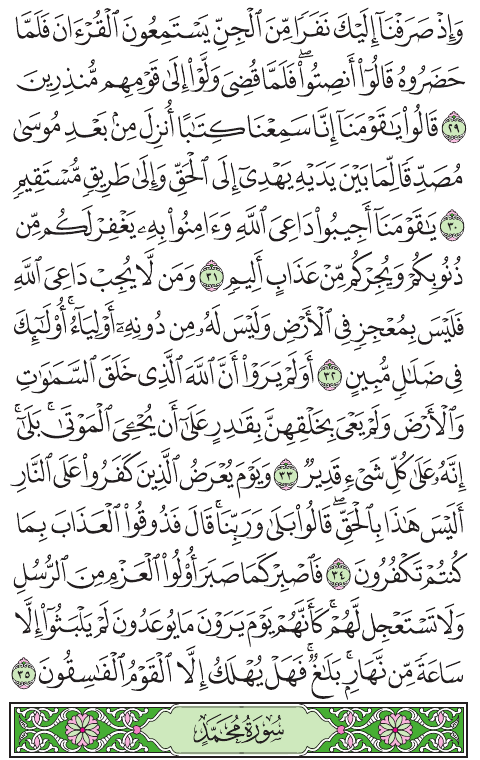 وَإِذْ صَرَفْنَآ إِلَيْكَ نَفَرًا مِّنَ ٱلْجِنِّ يَسْتَمِعُونَ ٱلْقُرْءَانَ فَلَمَّا
حَضَرُوهُ قَالُوٓا۟ أَنصِتُوا۟ ۖ فَلَمَّا قُضِىَ وَلَّوْا۟ إِلَىٰ قَوْمِهِم مُّنذِرِينَ
٢٩ قَالُوا۟ يَٰقَوْمَنَآ إِنَّا سَمِعْنَا كِتَٰبًا أُنزِلَ مِنۢ بَعْدِ مُوسَىٰ
مُصَدِّقًا لِّمَا بَيْنَ يَدَيْهِ يَهْدِىٓ إِلَى ٱلْحَقِّ وَإِلَىٰ طَرِيقٍ مُّسْتَقِيمٍ
٣٠ يَٰقَوْمَنَآ أَجِيبُوا۟ دَاعِىَ ٱللَّهِ وَءَامِنُوا۟ بِهِۦ يَغْفِرْ لَكُم مِّن
ذُنُوبِكُمْ وَيُجِرْكُم مِّنْ عَذَابٍ أَلِيمٍ ٣١ وَمَن لَّا يُجِبْ دَاعِىَ ٱللَّهِ
فَلَيْسَ بِمُعْجِزٍ فِى ٱلْأَرْضِ وَلَيْسَ لَهُۥ مِن دُونِهِۦٓ أَوْلِيَآءُ ۚ أُو۟لَٰٓئِكَ
فِى ضَلَٰلٍ مُّبِينٍ ٣٢ أَوَلَمْ يَرَوْا۟ أَنَّ ٱللَّهَ ٱلَّذِى خَلَقَ ٱلسَّمَٰوَٰتِ
وَٱلْأَرْضَ وَلَمْ يَعْىَ بِخَلْقِهِنَّ بِقَٰدِرٍ عَلَىٰٓ أَن يُحْۦِىَ ٱلْمَوْتَىٰ ۚ بَلَىٰٓ
إِنَّهُۥ عَلَىٰ كُلِّ شَىْءٍ قَدِيرٌ ٣٣ وَيَوْمَ يُعْرَضُ ٱلَّذِينَ كَفَرُوا۟ عَلَى ٱلنَّارِ
أَلَيْسَ هَٰذَا بِٱلْحَقِّ ۖ قَالُوا۟ بَلَىٰ وَرَبِّنَا ۚ قَالَ فَذُوقُوا۟ ٱلْعَذَابَ بِمَا
كُنتُمْ تَكْفُرُونَ ٣٤ فَٱصْبِرْ كَمَا صَبَرَ أُو۟لُوا۟ ٱلْعَزْمِ مِنَ ٱلرُّسُلِ
وَلَا تَسْتَعْجِل لَّهُمْ ۚ كَأَنَّهُمْ يَوْمَ يَرَوْنَ مَا يُوعَدُونَ لَمْ يَلْبَثُوٓا۟ إِلَّا
سَاعَةً مِّن نَّهَارٍۭ ۚ بَلَٰغٌ ۚ فَهَلْ يُهْلَكُ إِلَّا ٱلْقَوْمُ ٱلْفَٰسِقُونَ ٣٥
سُورَةُ مُحَمَّدٍ